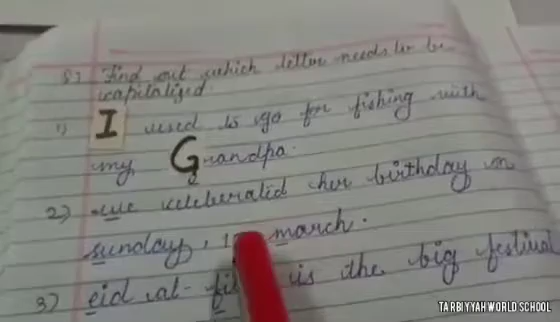 5) Find out which letter needs to be
capitalized.
1) I used to go for fishing with
my Grandpa.
2) we celebrated her birthday on
sunday, march.
3) eid al- is the big festival
TARBIYYAH WORLD SCHOOL